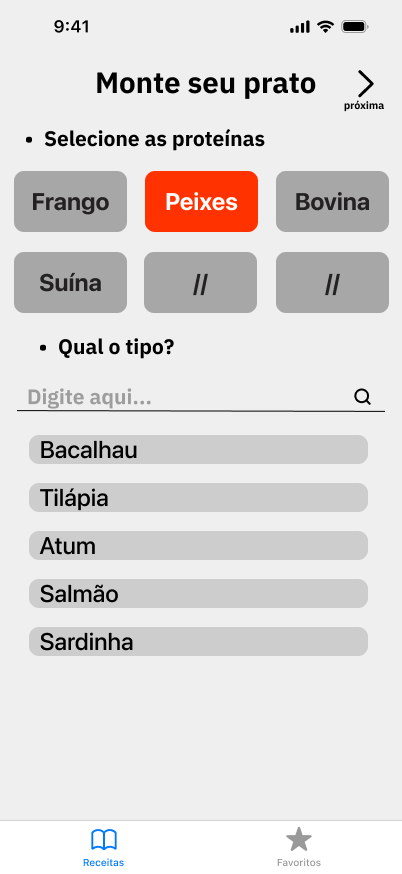 9:41
Monte seu prato
próxima
• Selecione as proteínas
Frango Peixes Bovina
Suína // //
• Qual o tipo?
Digite aqui...
Bacalhau
Tilápia
Atum
Salmão
Sardinha
Receitas Favoritos